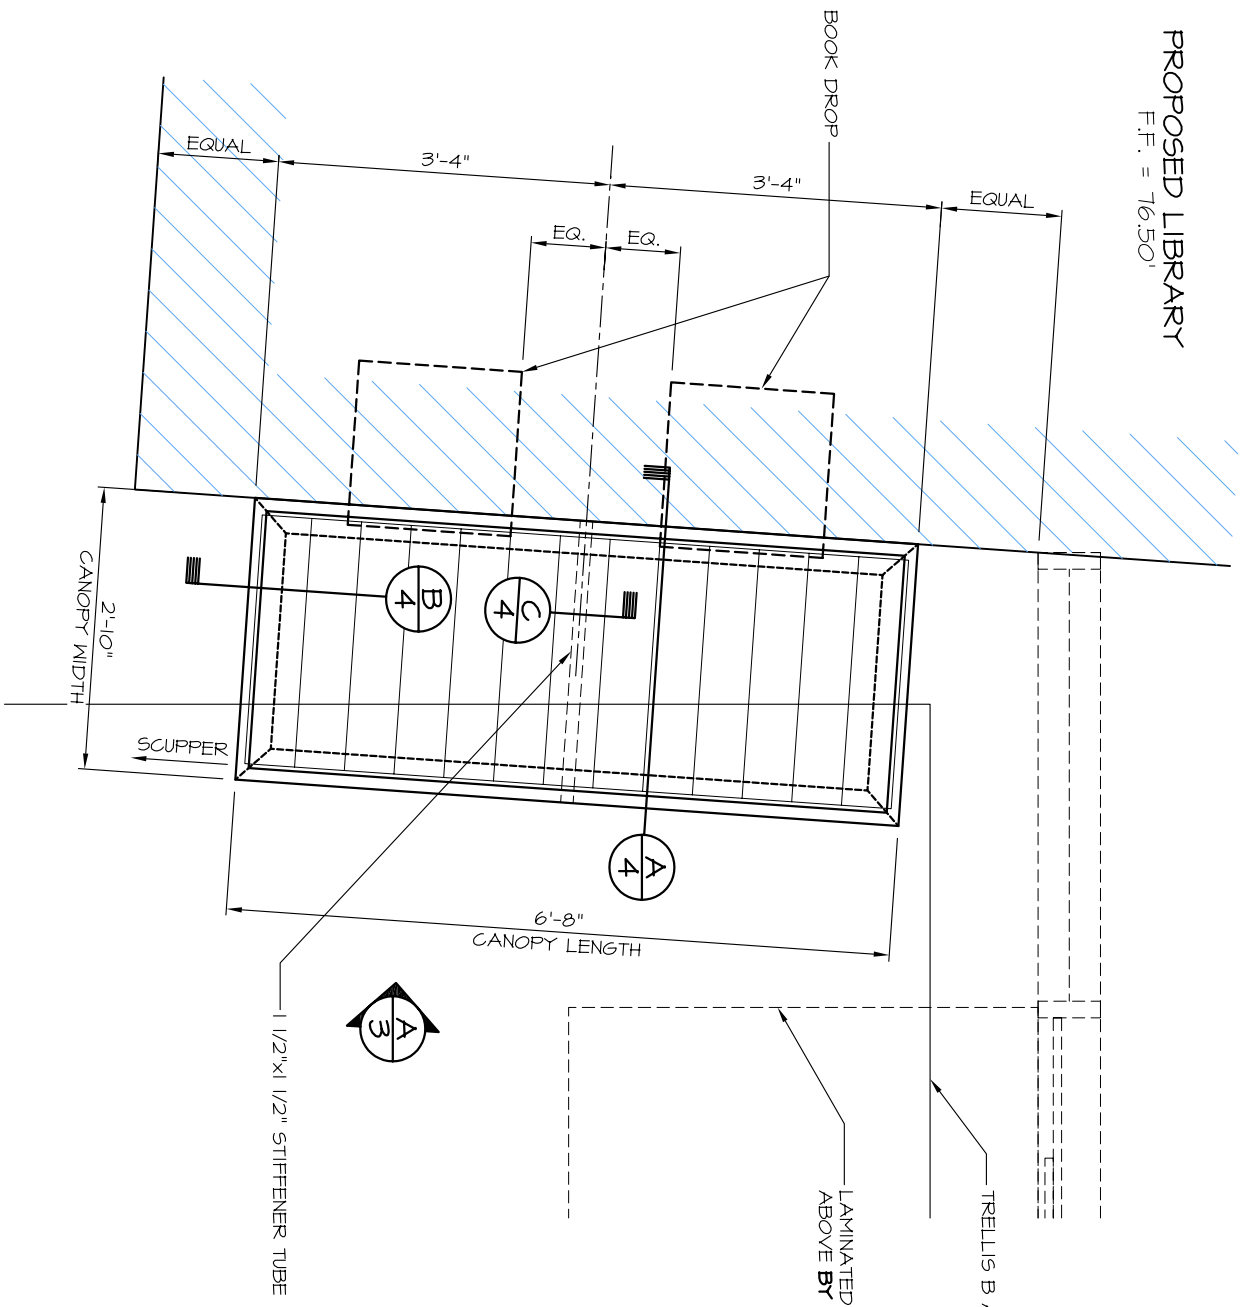 PROPOSED LIBRARY
F.F. = 76.50'
BOOK DROP
EQUAL
3'-4"
3'-4"
EQUAL
EQ.
EQ.
B
4
C
4
A
4
2'-10"
CANOPY WIDTH
SCUPPER
6'-8"
CANOPY LENGTH
A
3
1 1/2"x1 1/2" STIFFENER TUBE
LAMINATED
ABOVE BY
TRELLIS B